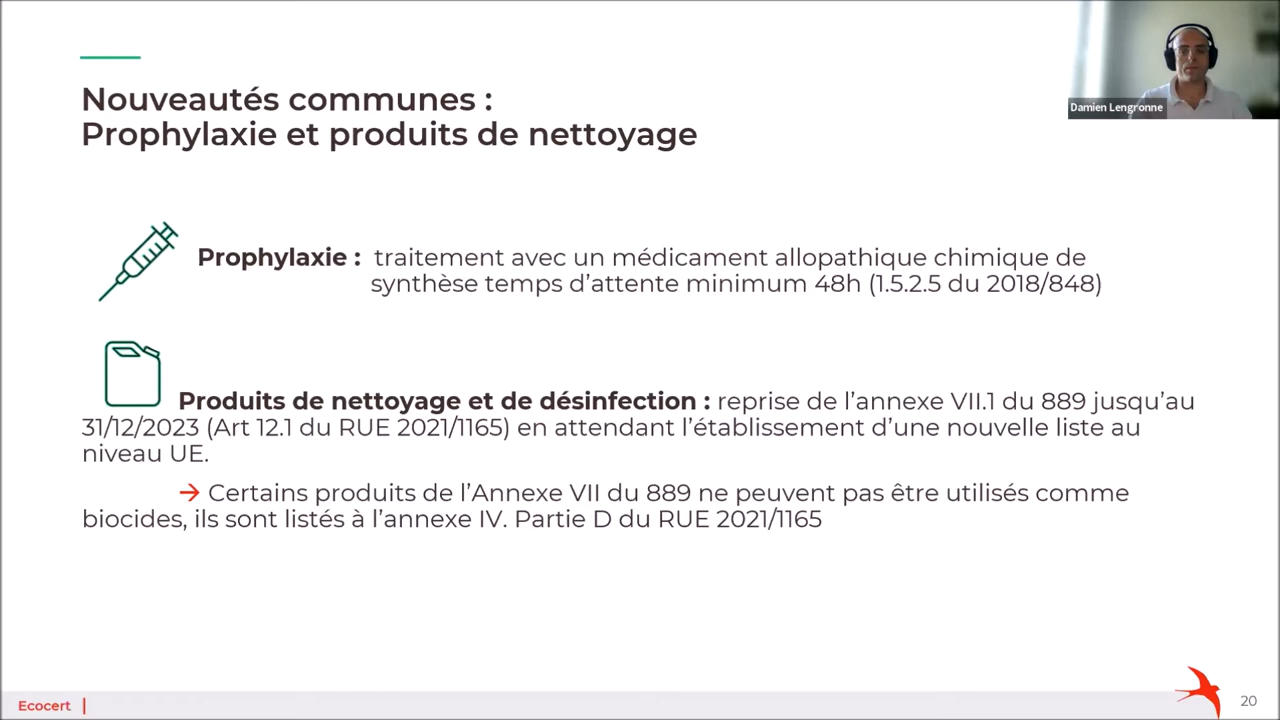 Damien Lengronne
Nouveautés communes :
Prophylaxie et produits de nettoyage
Prophylaxie : traitement avec un médicament allopathique chimique de
synthèse temps d’attente minimum 48h (1.5.2.5 du 2018/848)
Produits de nettoyage et de désinfection : reprise de l’annexe VII.1 du 889 jusqu’au
31/12/2023 (Art 12.1 du RUE 2021/1165) en attendant l’établissement d’une nouvelle liste au
niveau UE.
→ Certains produits de l’Annexe VII du 889 ne peuvent pas être utilisés comme
biocides, ils sont listés à l’annexe IV. Partie D du RUE 2021/1165
Ecocert |
20